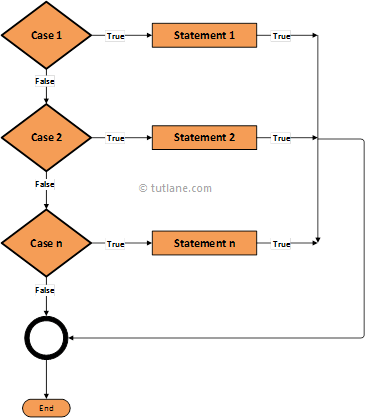 Case 1
True
Statement 1
True
False
Case 2
True
Statement 2
True
False
© tutlane.com
Case n
True
Statement n
True
False
End